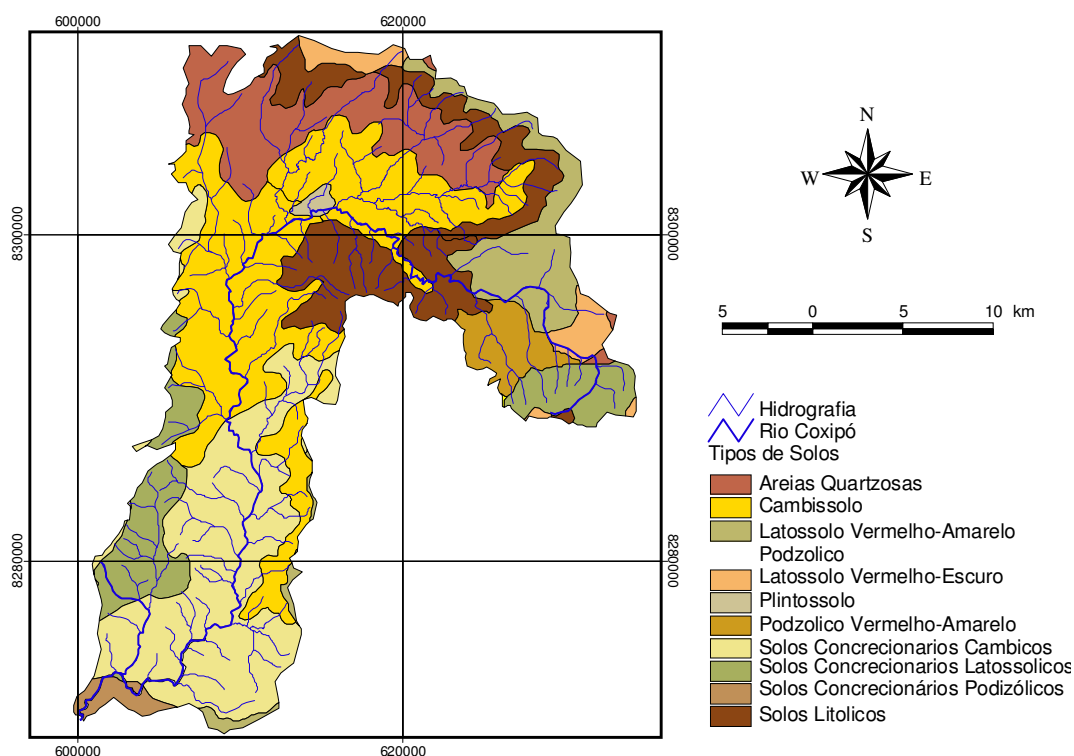 600000
620000
8300000
8300000
8280000
8280000
600000
620000
N
W
E
S
5
0
5
10
km
Hidrografia
Rio Coxipó
Tipos de Solos
Areias Quartzosas
Cambissolo
Latossolo Vermelho-Amarelo
Podzolico
Latossolo Vermelho-Escuro
Plintossolo
Podzolico Vermelho-Amarelo
Solos Concrecionarios Cambicos
Solos Concrecionarios Latossolicos
Solos Concrecionários Podizólicos
Solos Litolicos